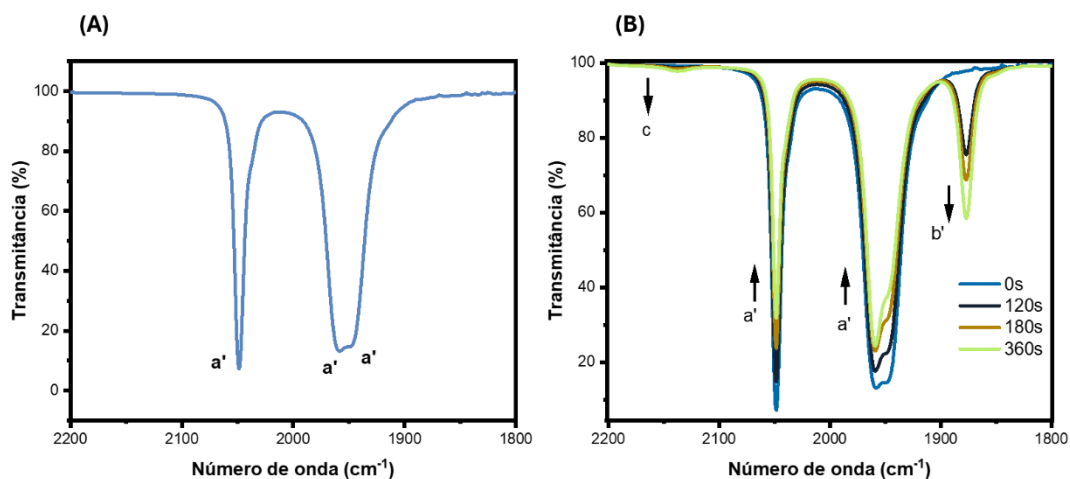 (A)
Transmitância (%)
100
80
60
40
20
0
a'
a'
a'
2200
2100
2000
1900
1800
Número de onda (cm⁻¹)
(B)
Transmitância (%)
100
80
60
40
20
c
a'
a'
b'
0s
120s
180s
360s
2200
2100
2000
1900
1800
Número de onda (cm⁻¹)